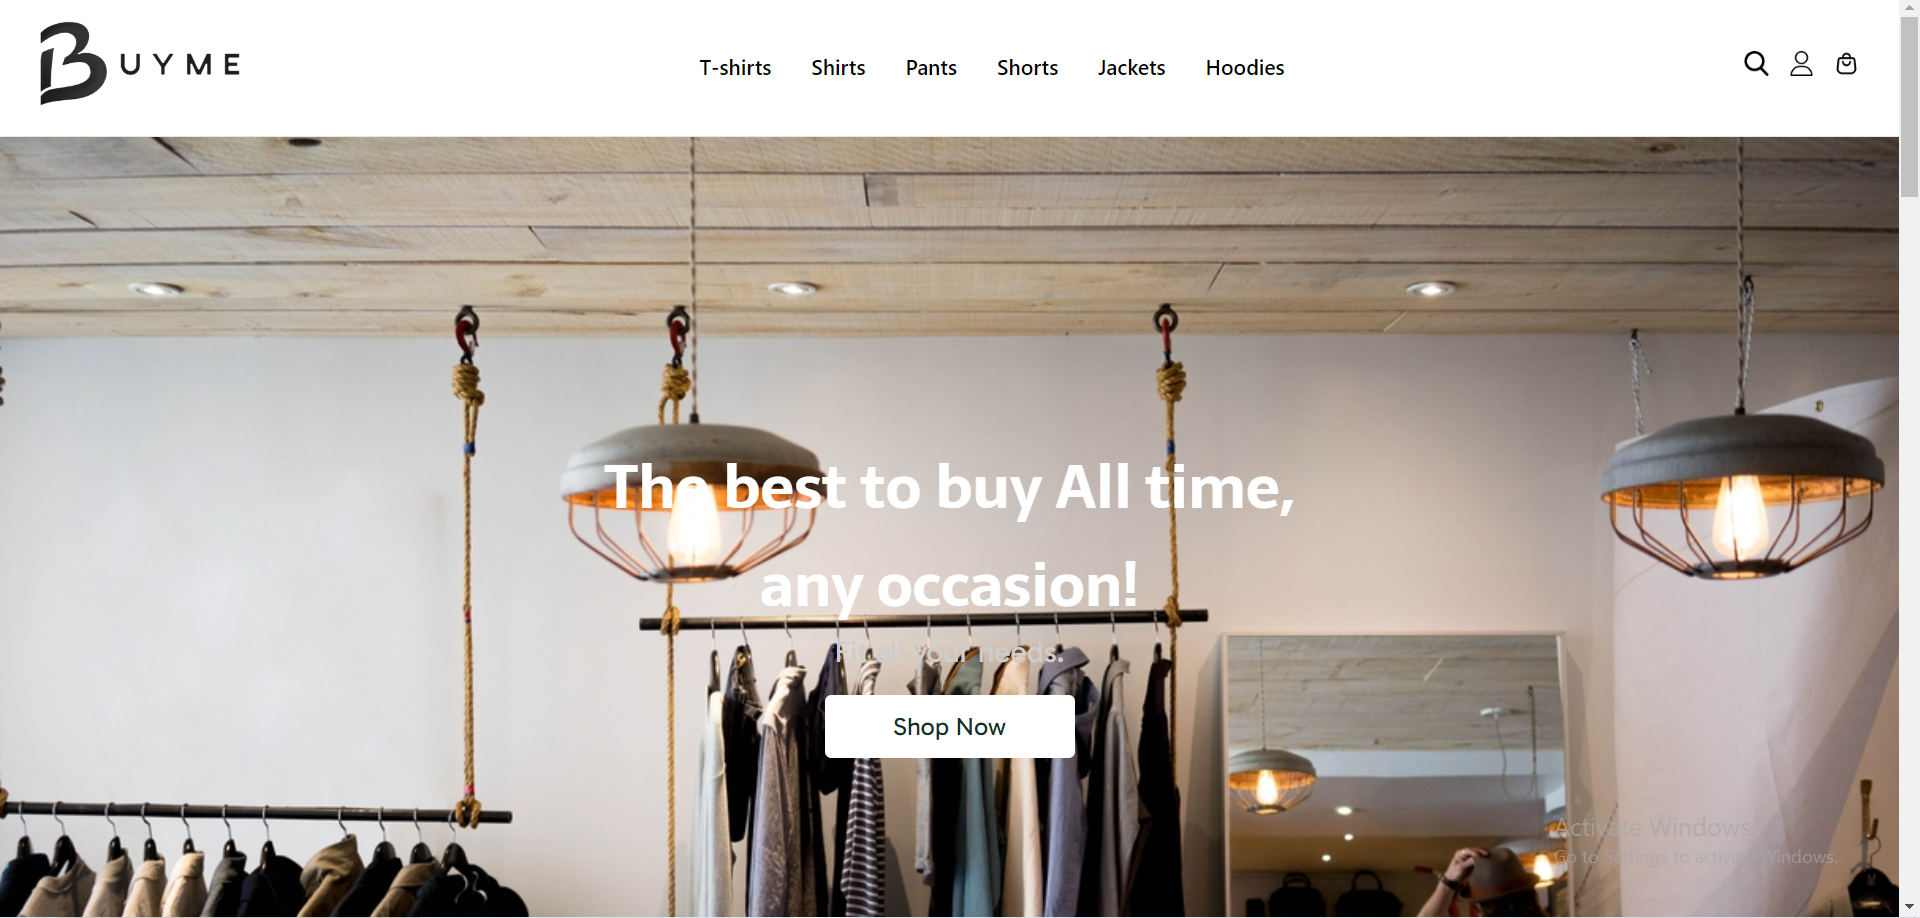 BUYME
T-shirts Shirts Pants Shorts Jackets Hoodies
The best to buy All time,
any occasion!
Fit all your needs.
Shop Now
Activate Windows
Go to Settings to activate Windows.